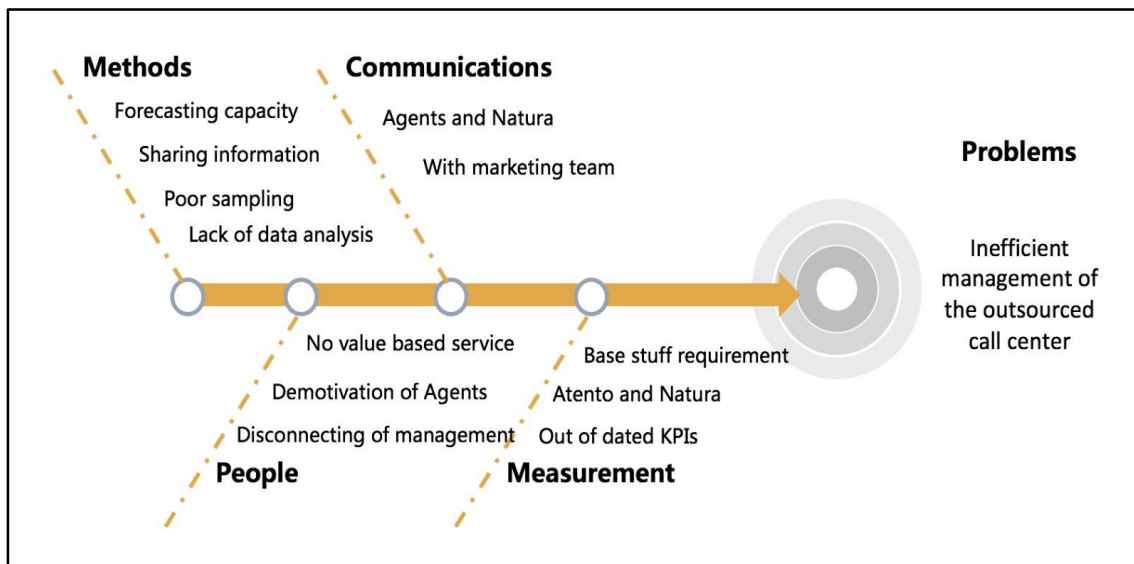 Methods
Forecasting capacity
Sharing information
Poor sampling
Lack of data analysis
Communications
Agents and Natura
With marketing team
Problems
Inefficient
management of
the outsourced
call center
No value based service
Demotivation of Agents
Disconnecting of management
People
Base stuff requirement
Atento and Natura
Out of dated KPIs
Measurement